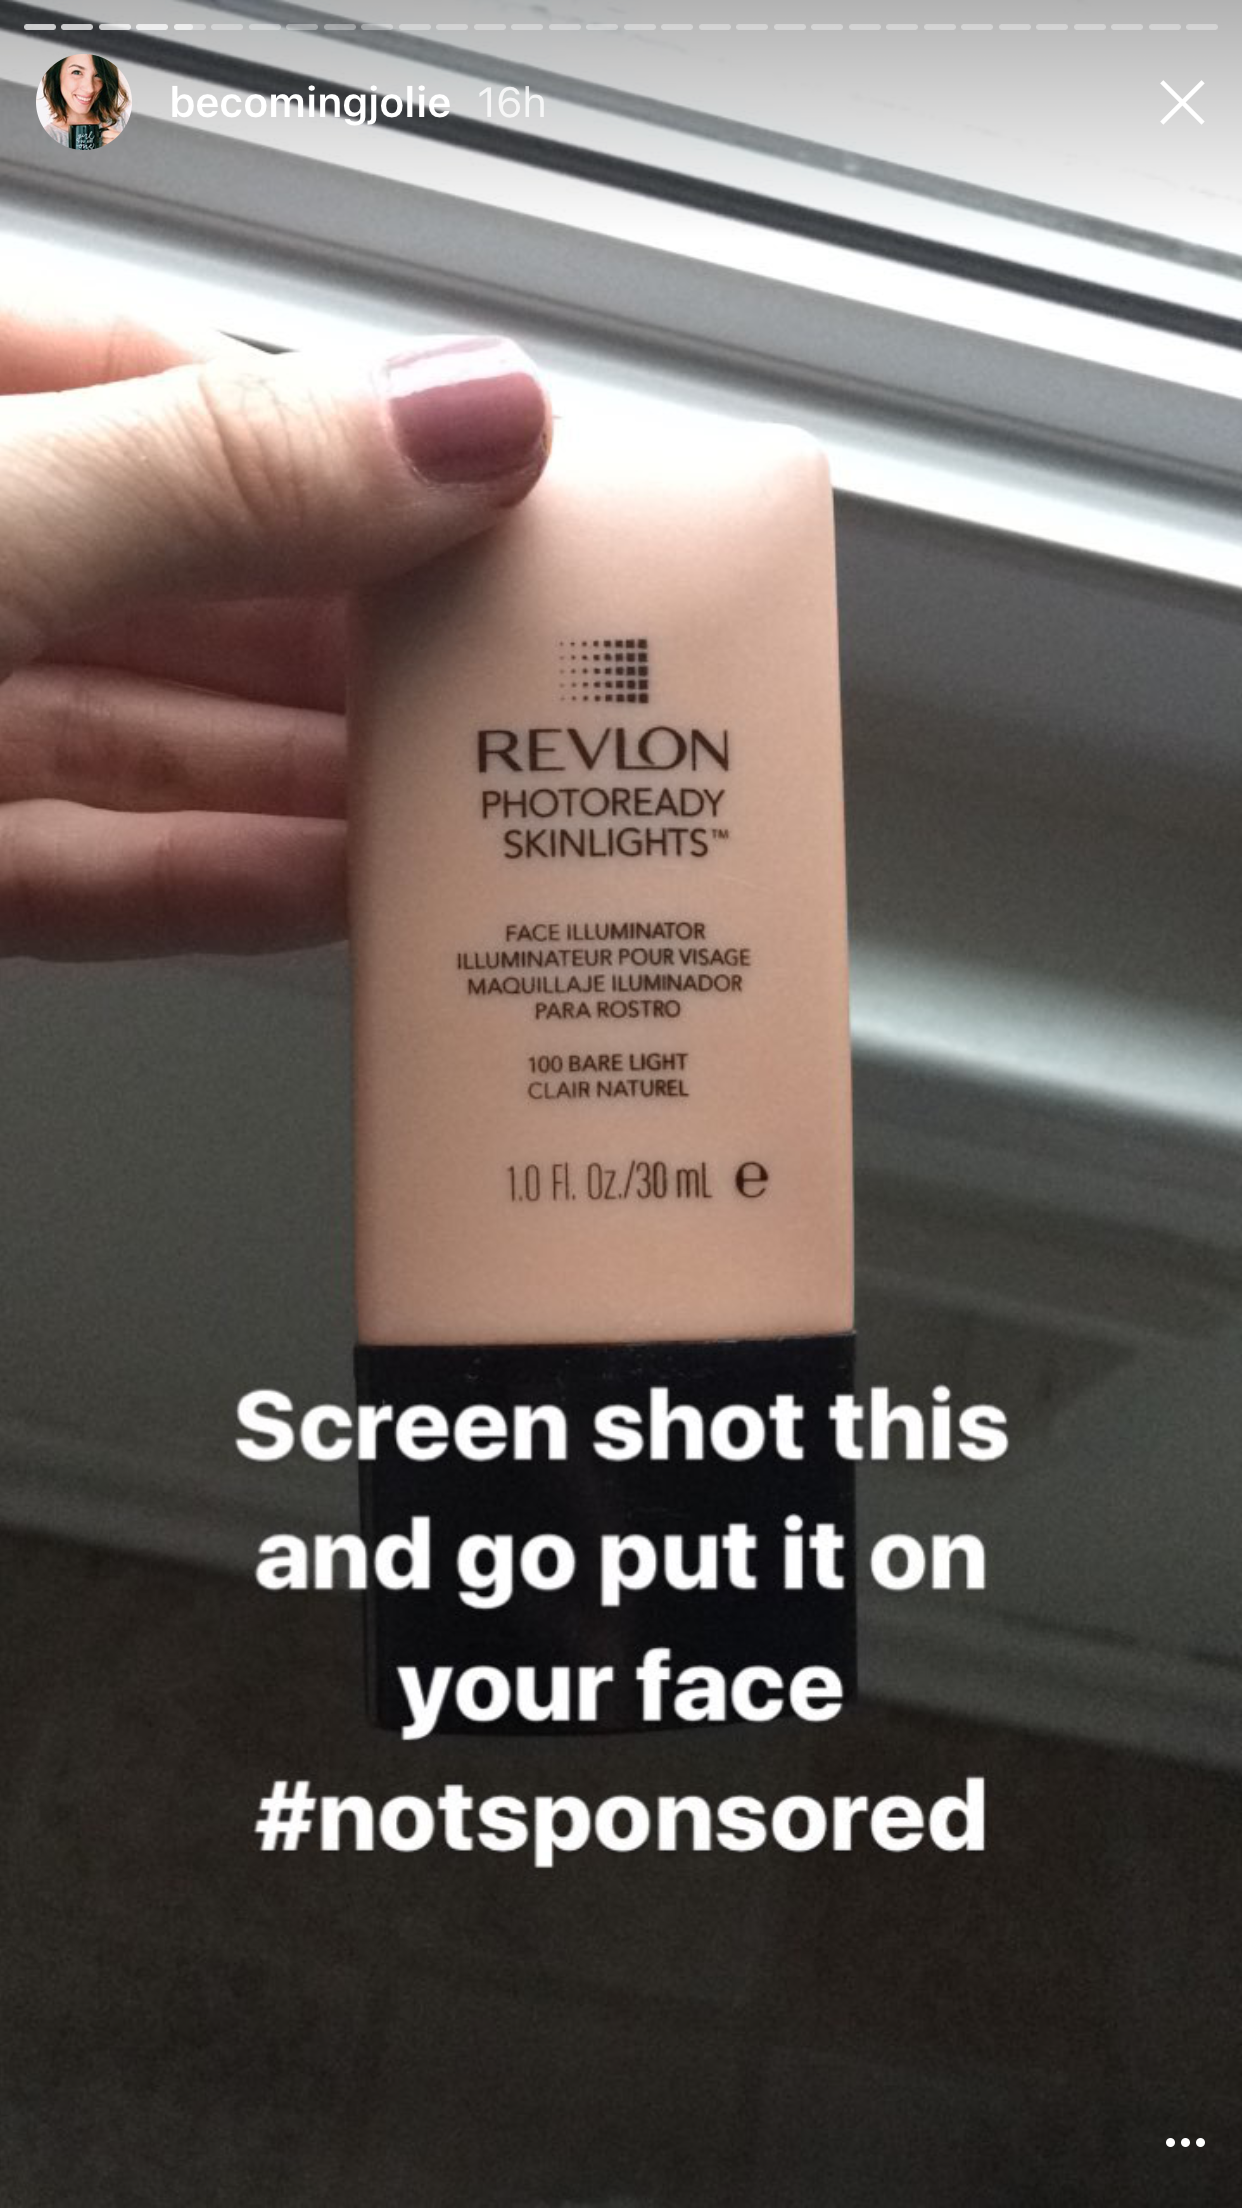 becomingjolie 16h
REVLON
PHOTOREADY
SKINLIGHTS™
FACE ILLUMINATOR
ILLUMINATEUR POUR VISAGE
MAQUILLAJE ILUMINADOR
PARA ROSTRO
100 BARE LIGHT
CLAIR NATUREL
1.0 Fl. Oz./30 mL e
Screen shot this
and go put it on
your face
#notsponsored